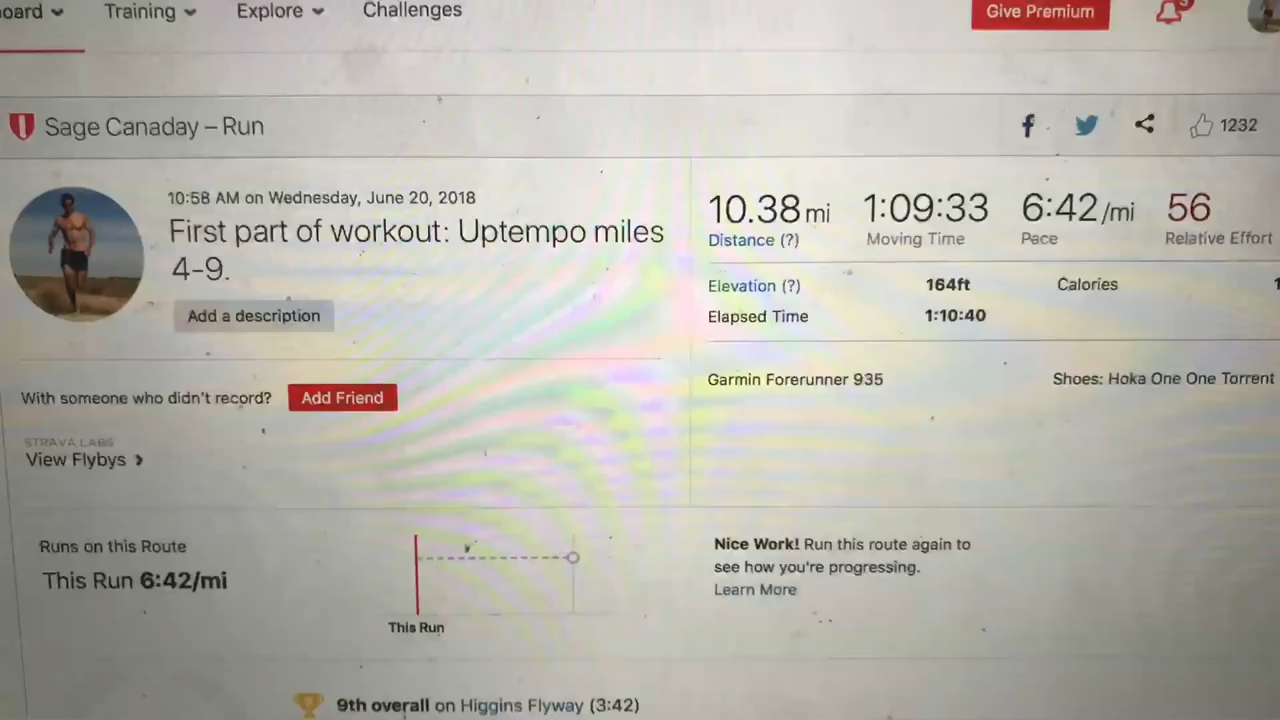 Training
Explore
Challenges
Give Premium
Sage Canaday – Run
1232
10:58 AM on Wednesday, June 20, 2018
First part of workout: Uptempo miles
4-9.
Add a description
10.38 mi
Distance (?)
1:09:33
Moving Time
6:42 /mi
Pace
56
Relative Effort
Elevation (?) 164ft Calories
Elapsed Time 1:10:40
Garmin Forerunner 935 Shoes: Hoka One One Torrent
With someone who didn't record? Add Friend
STRAVA LABS
View Flybys
Runs on this Route
This Run 6:42/mi
This Run
Nice Work! Run this route again to
see how you're progressing.
Learn More
9th overall on Higgins Flyway (3:42)